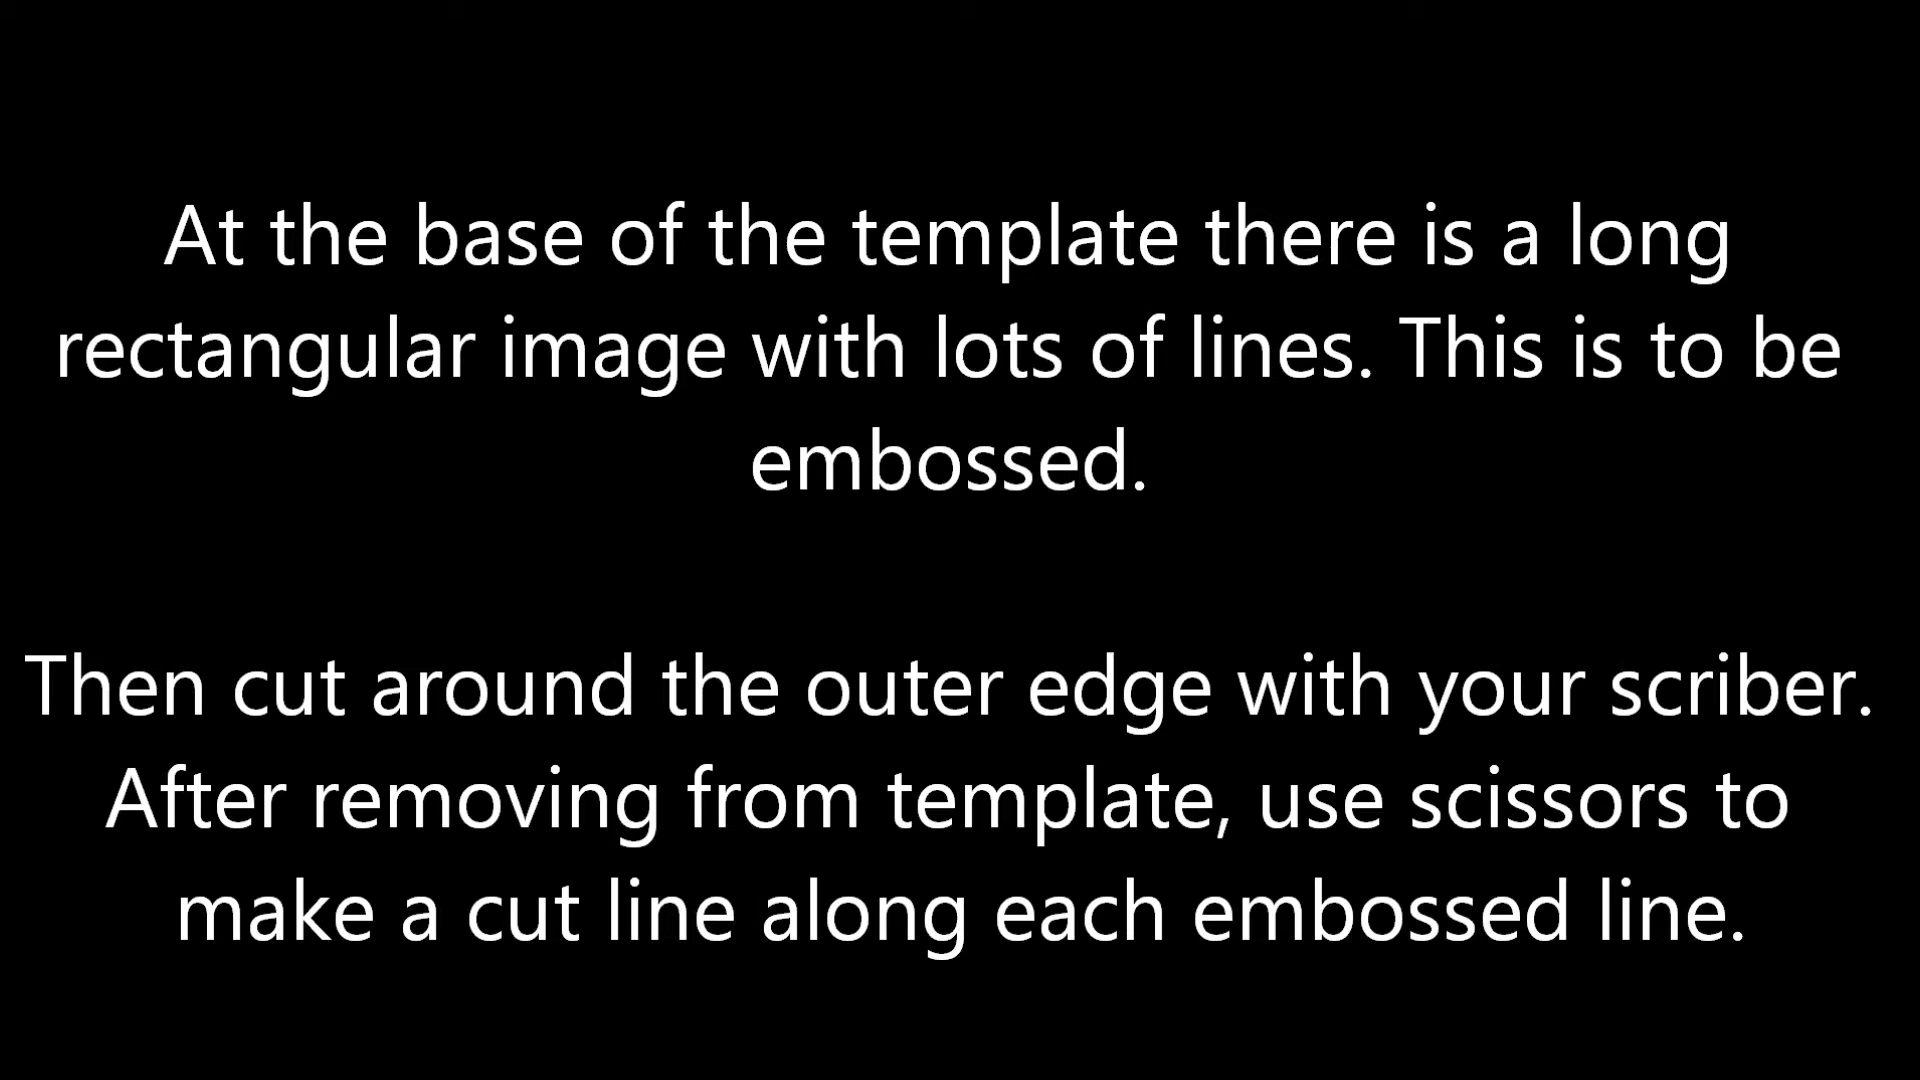 At the base of the template there is a long
rectangular image with lots of lines. This is to be
embossed.
Then cut around the outer edge with your scriber.
After removing from template, use scissors to
make a cut line along each embossed line.